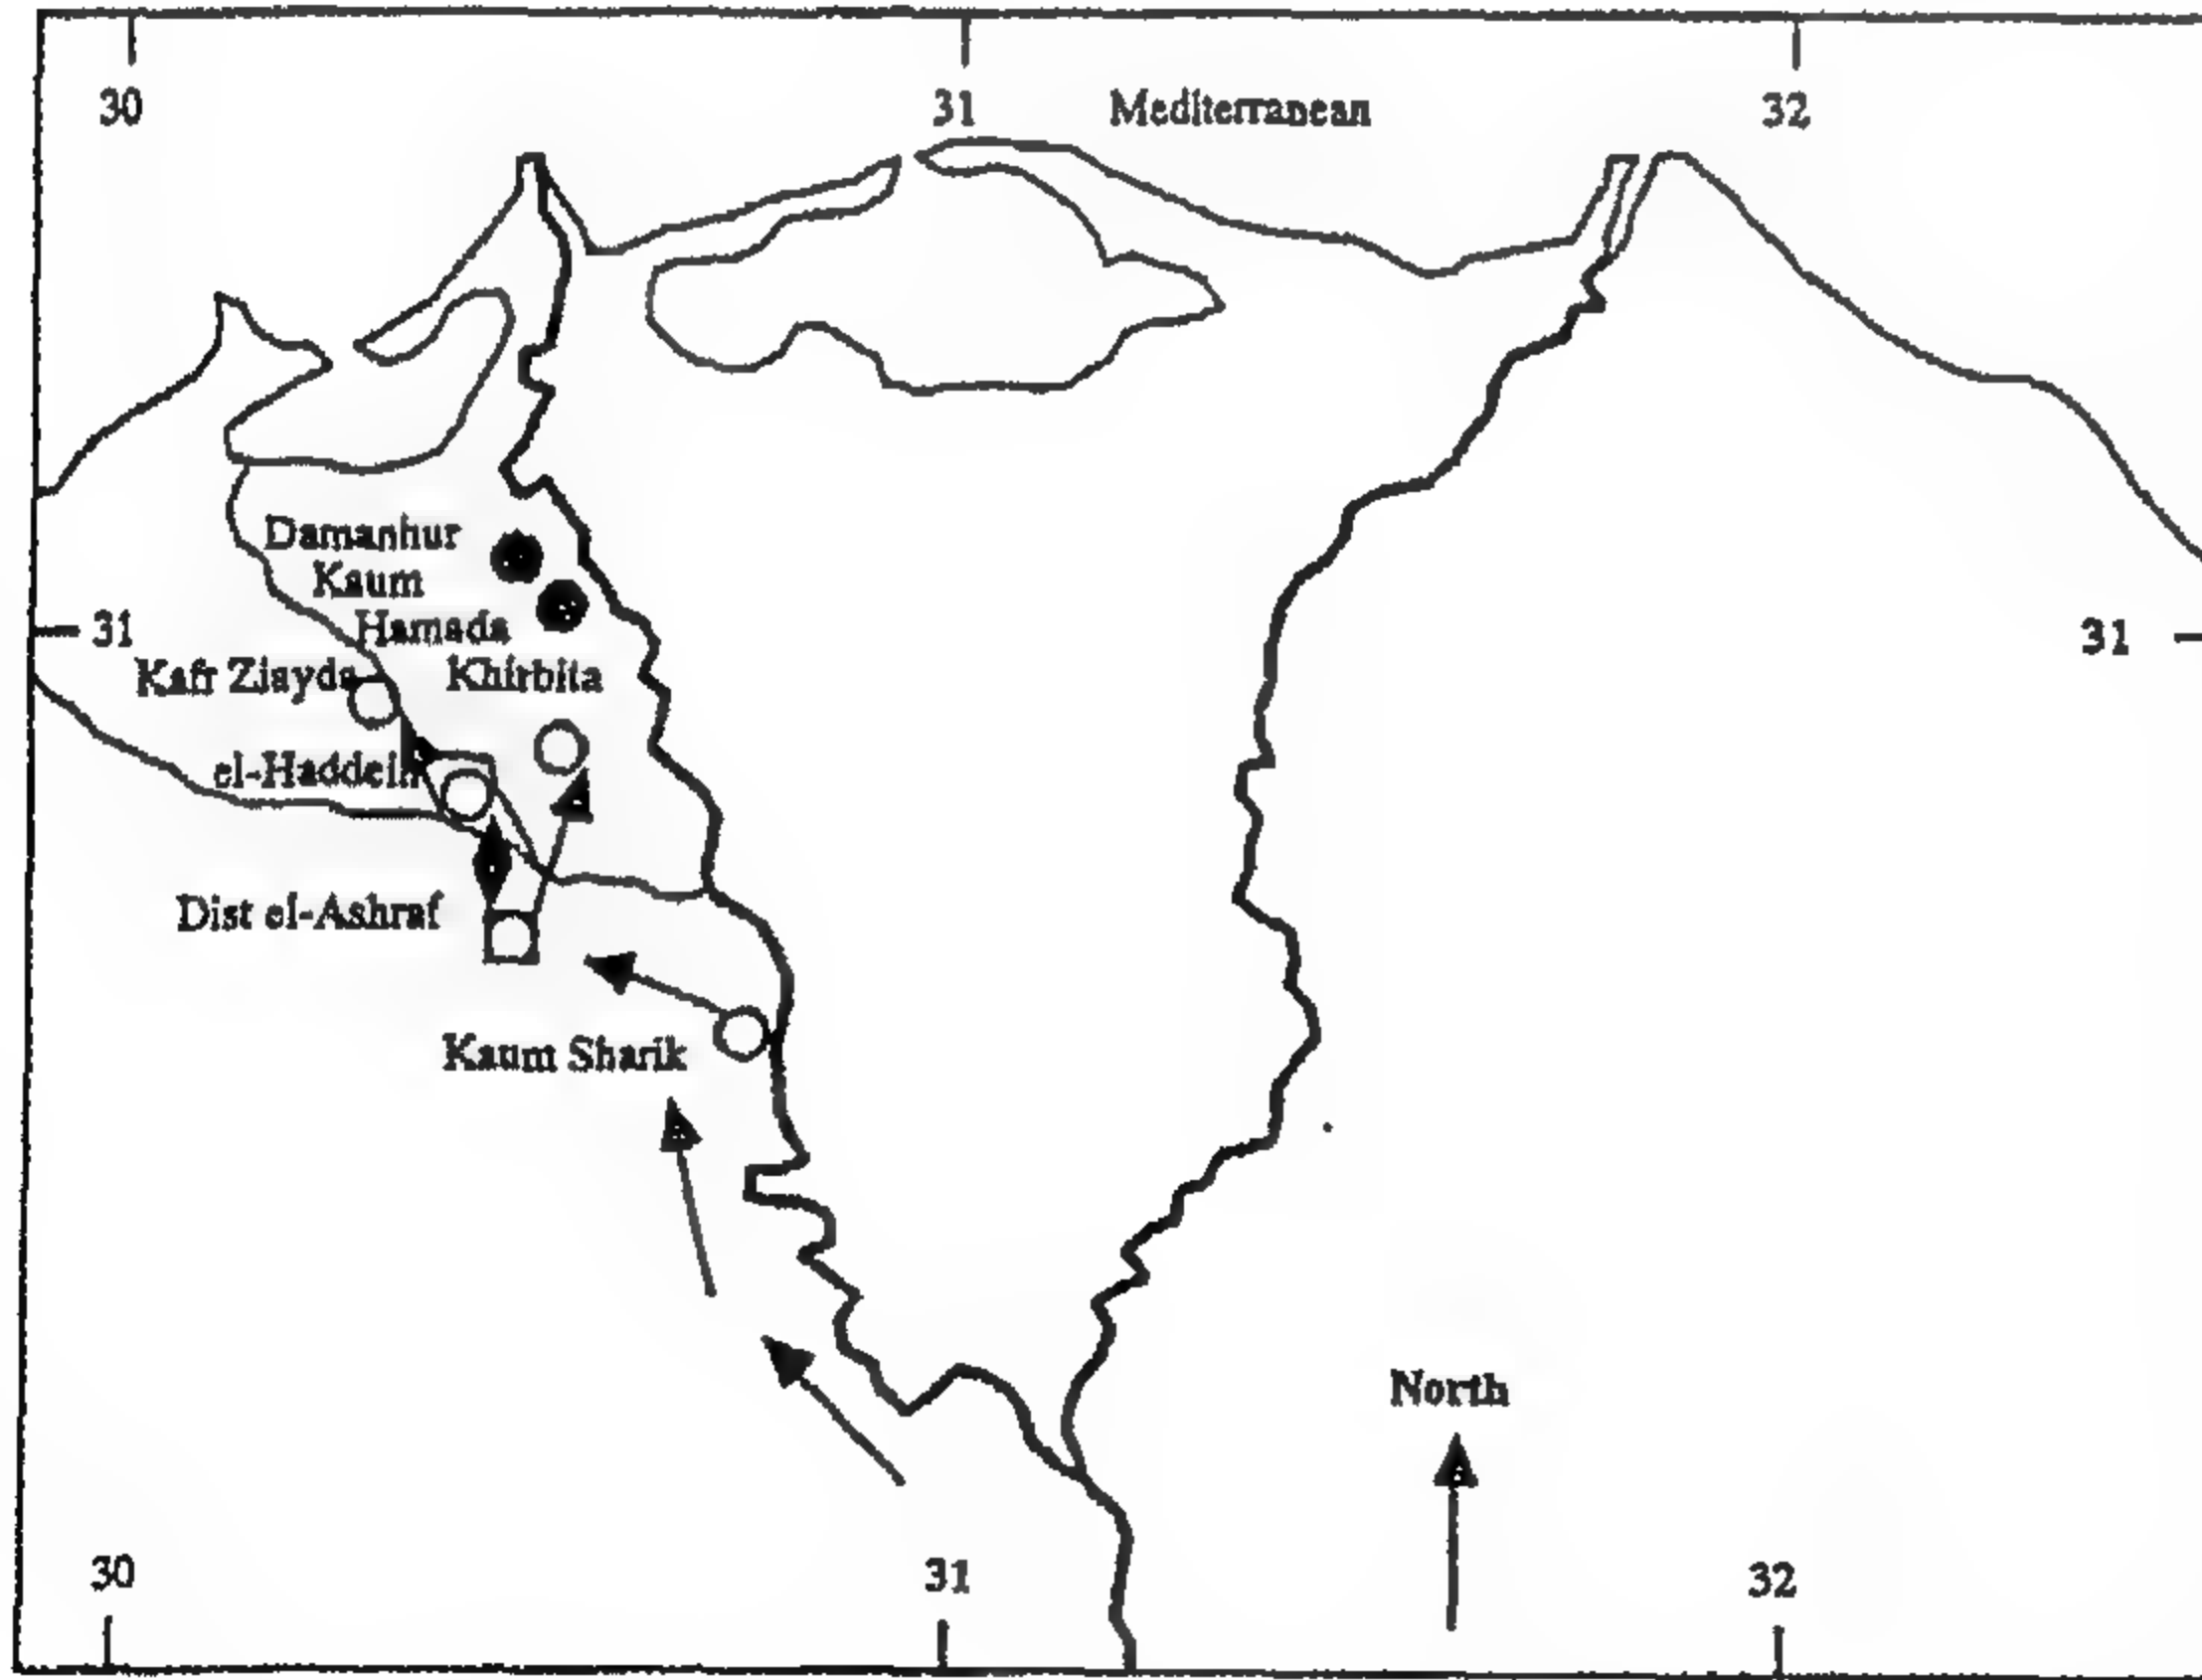 30 31 Mediterranean 32
Damanhur
Kaum
Hamada
31 31
Kafr Ziayda Khirbita
el-Haddein
Dist el-Ashraf
Kaum Sharik
North
30 31 32